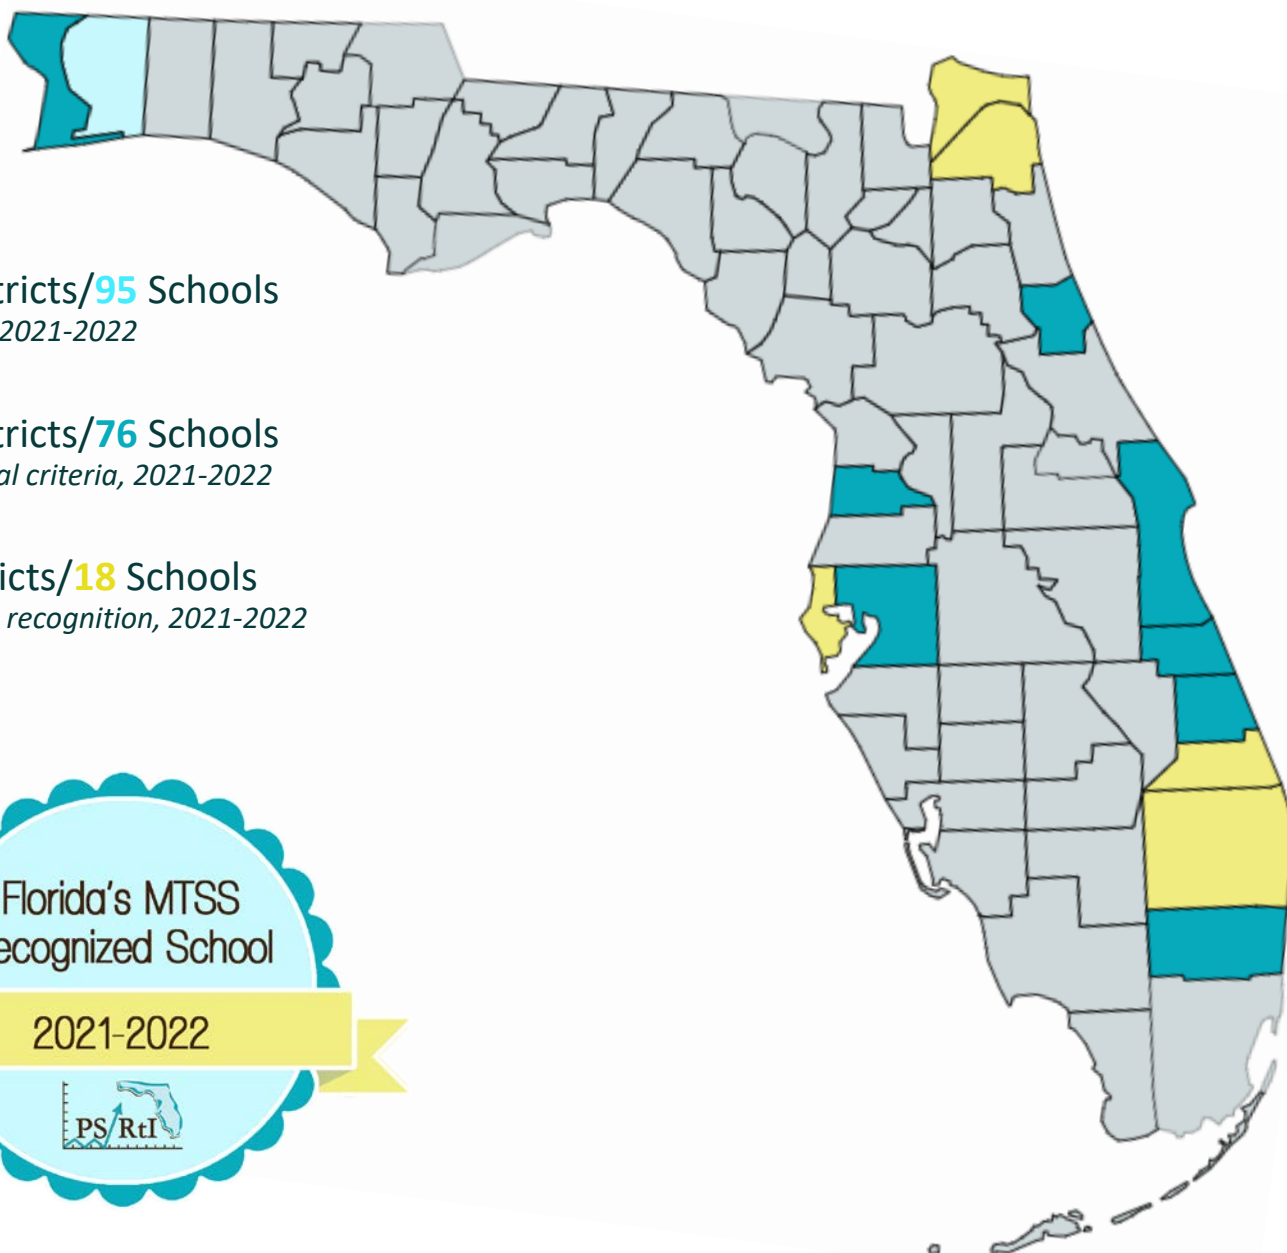 tricts/95 Schools
2021-2022
tricts/76 Schools
al criteria, 2021-2022
icts/18 Schools
recognition, 2021-2022
Florida's MTSS
ecognized School
2021-2022
PS RtI